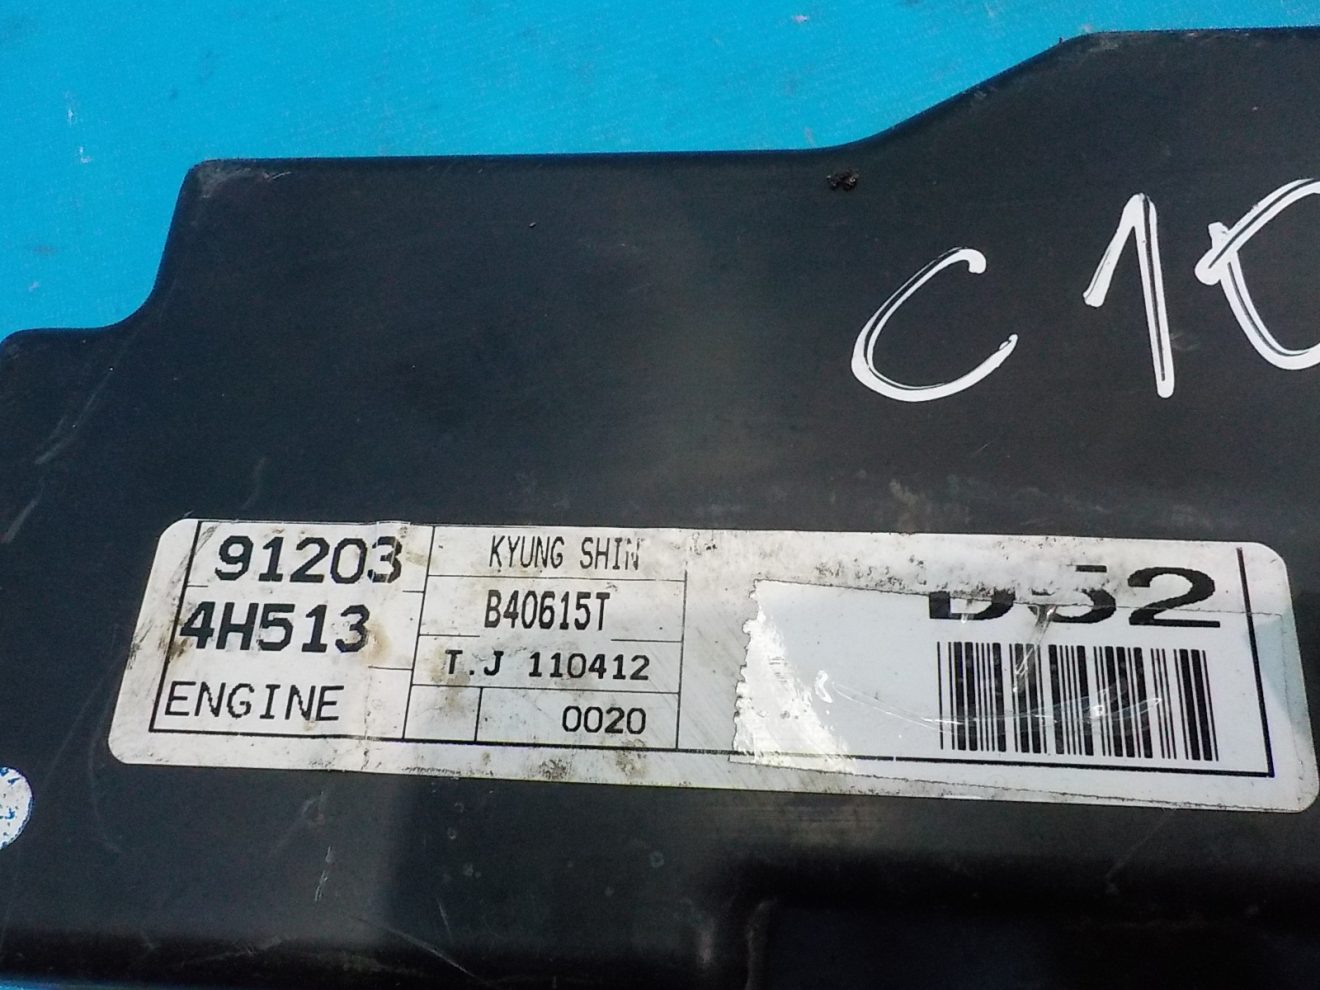 C10
91203
4H513
ENGINE
KYUNG SHIN
B40615T
T.J 110412
0020